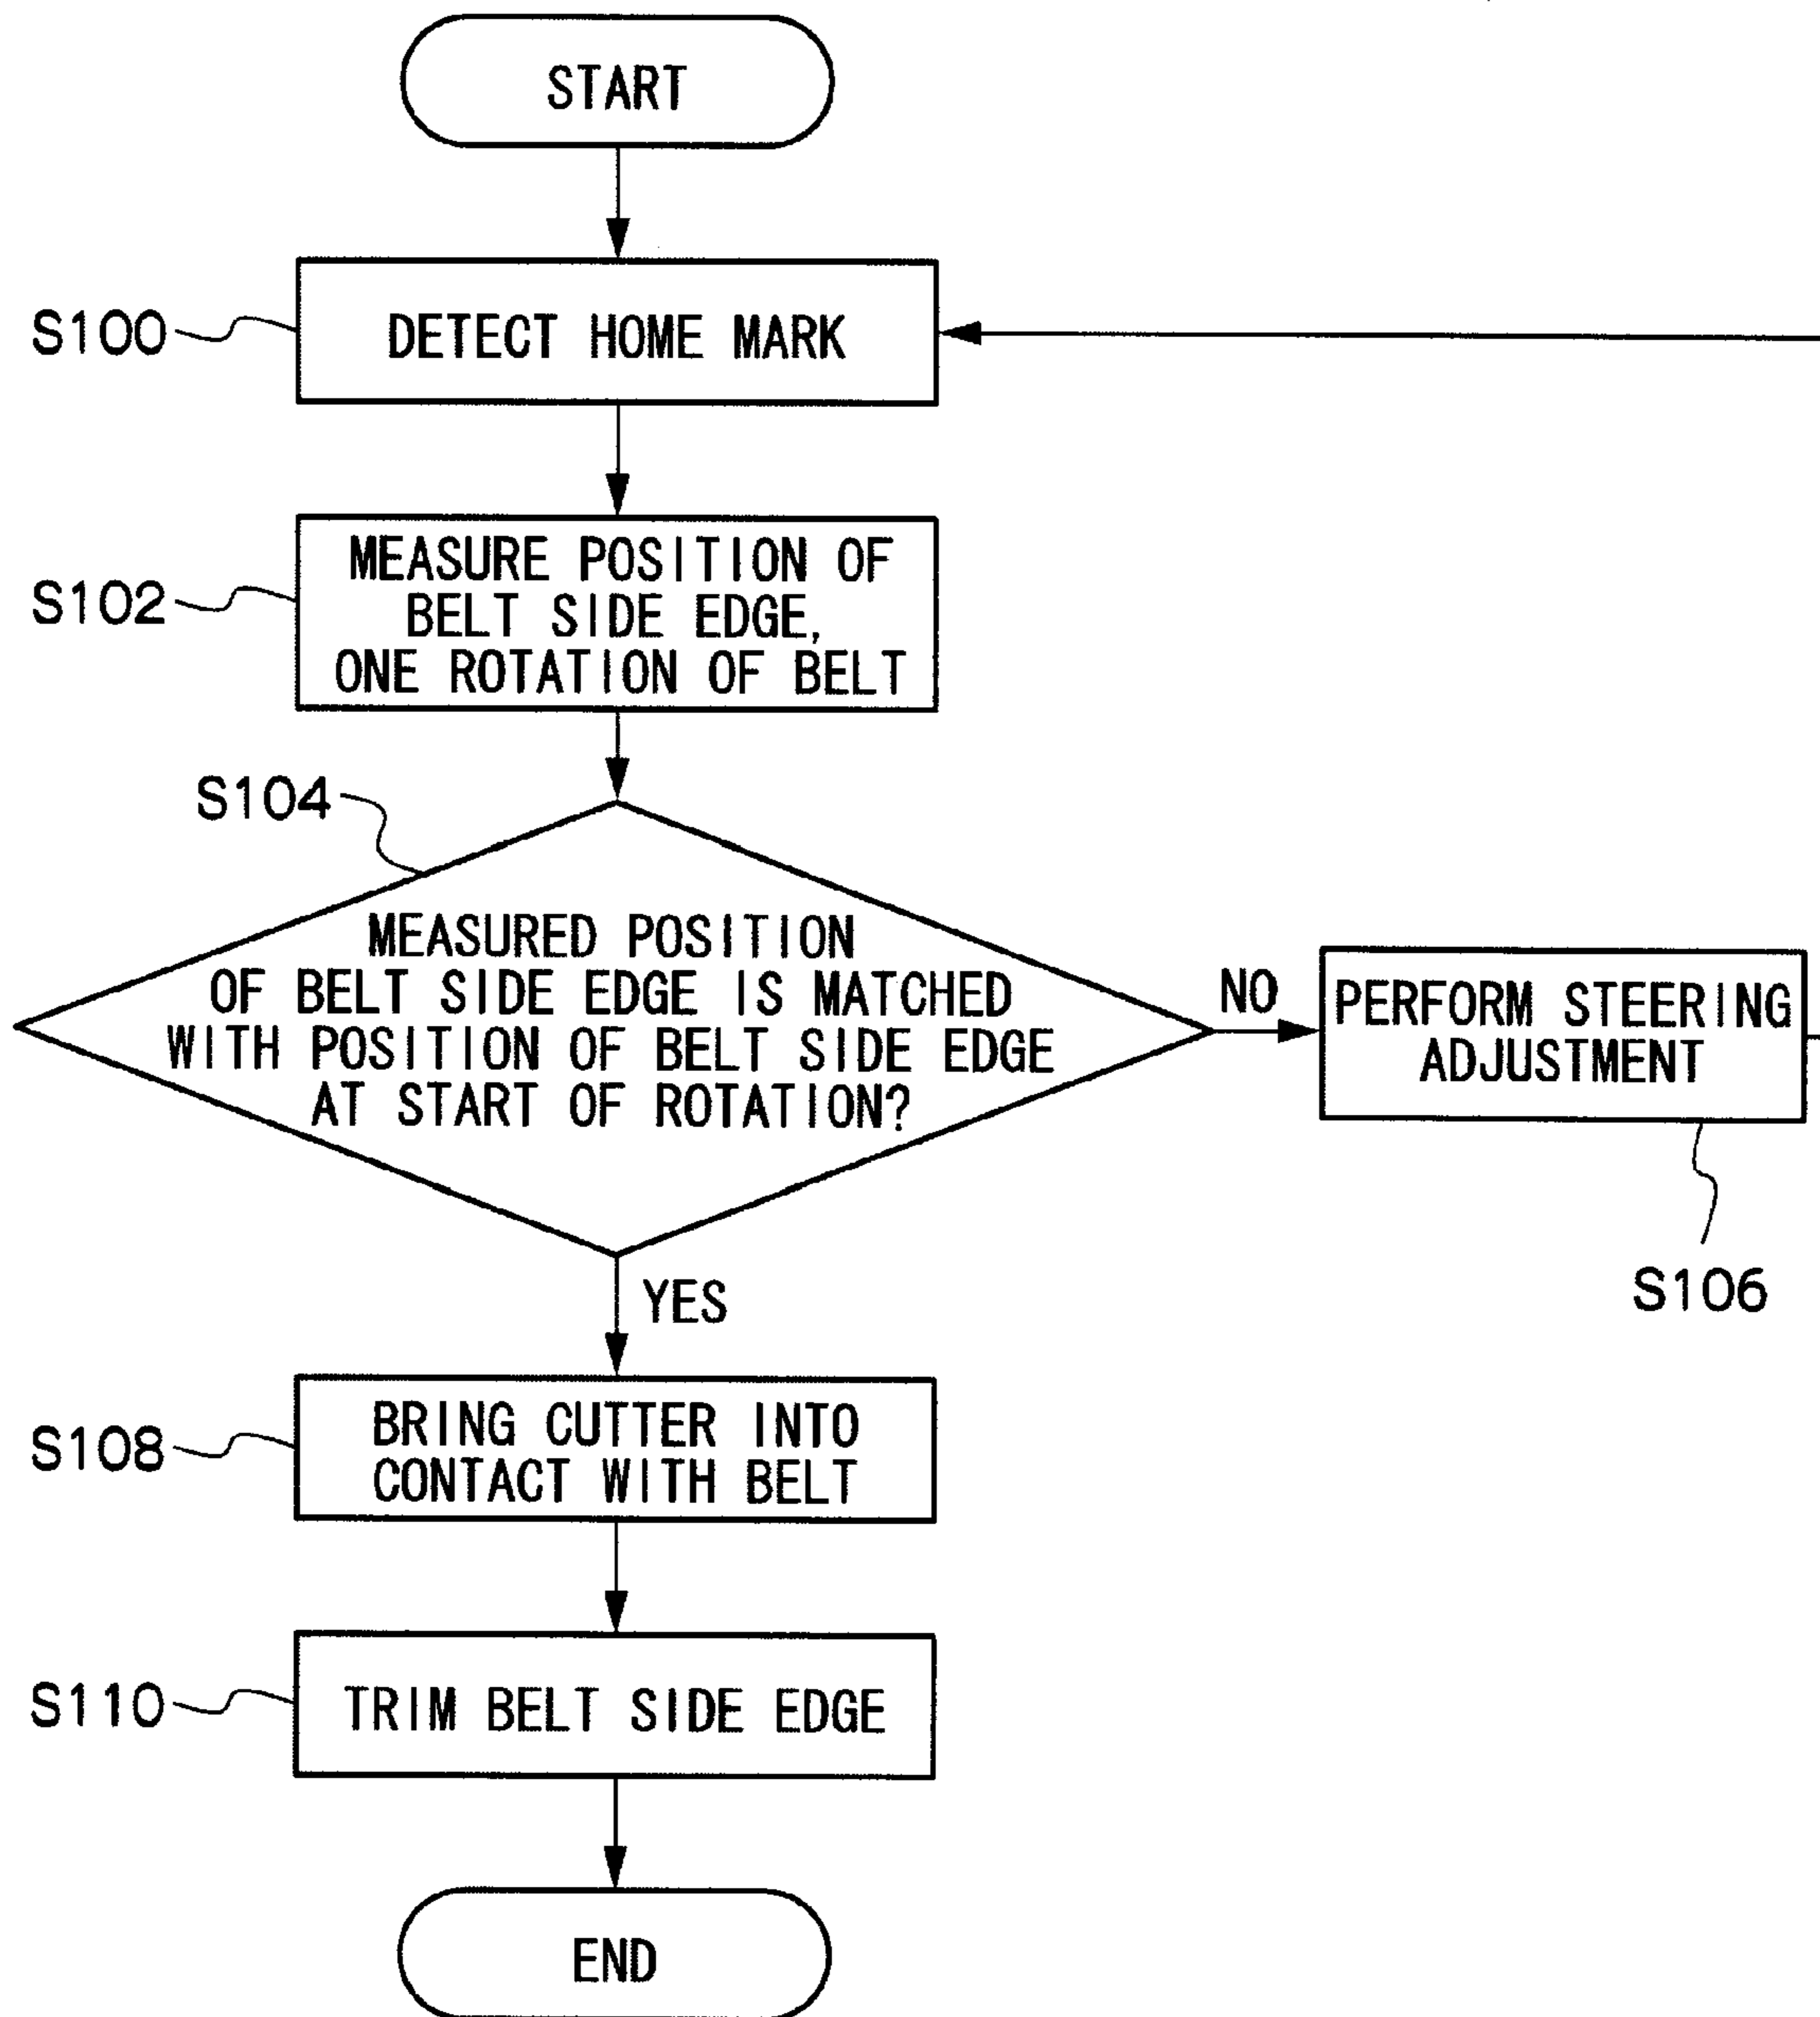 START
S100
DETECT HOME MARK
S102
MEASURE POSITION OF
BELT SIDE EDGE,
ONE ROTATION OF BELT
S104
MEASURED POSITION
OF BELT SIDE EDGE IS MATCHED
WITH POSITION OF BELT SIDE EDGE
AT START OF ROTATION?
NO
PERFORM STEERING
ADJUSTMENT
S106
YES
S108
BRING CUTTER INTO
CONTACT WITH BELT
S110
TRIM BELT SIDE EDGE
END